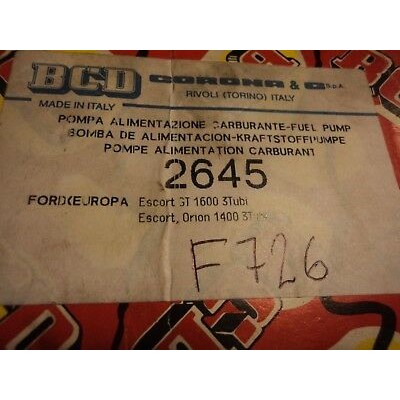 BCD CORONA & C S.p.A.
RIVOLI (TORINO) ITALY
MADE IN ITALY
POMPA ALIMENTAZIONE CARBURANTE-FUEL PUMP
BOMBA DE ALIMENTACION-KRAFTSTOFFPUMPE
POMPE ALIMENTATION CARBURANT
2645
FORD(EUROPA Escort GT 1600 3Tubi
Escort, Orion 1400
F726